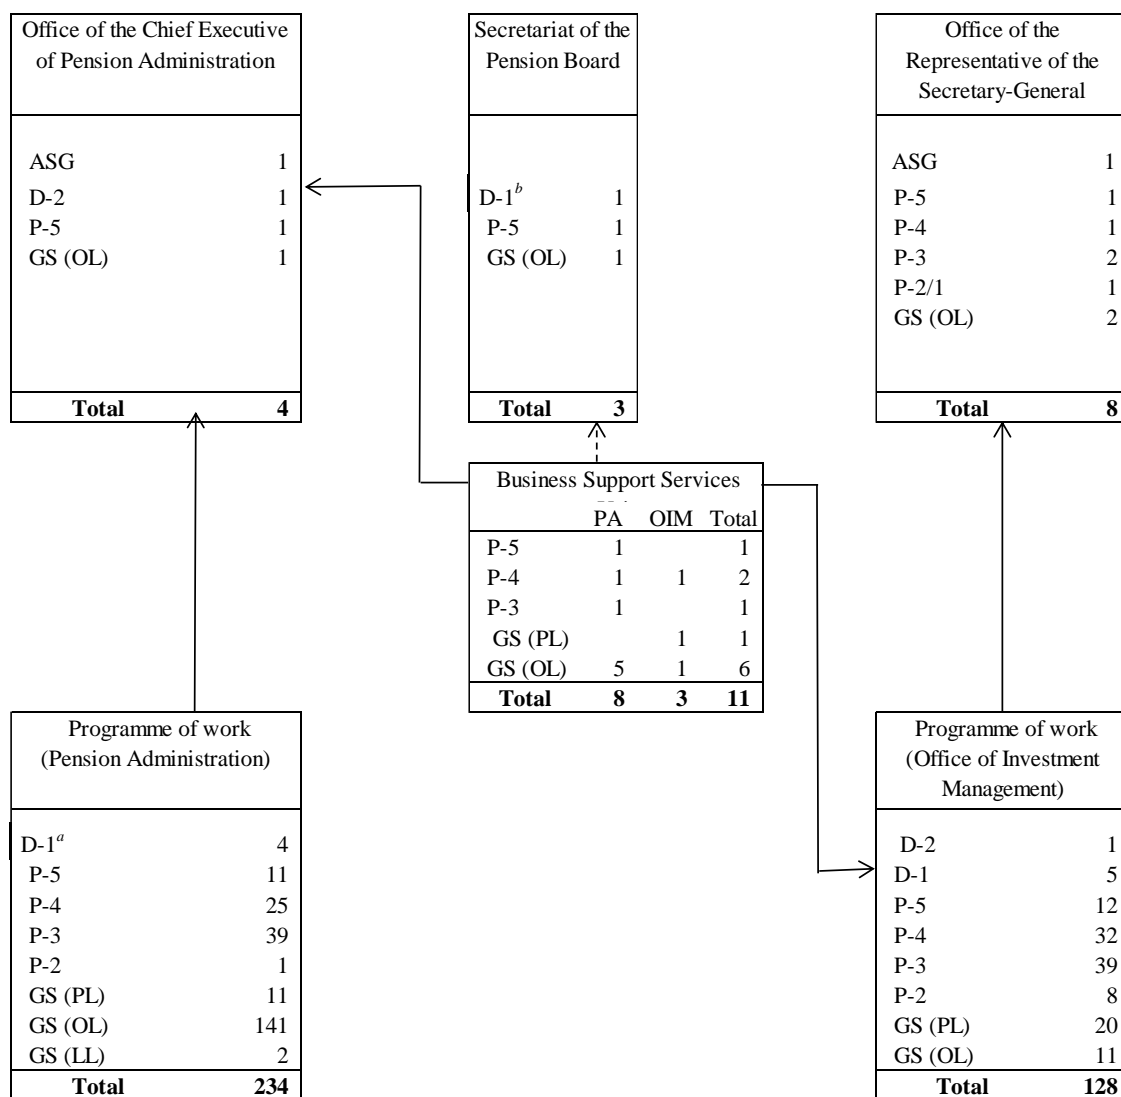 Office of the Chief Executive
of Pension Administration
ASG 1
D-2 1
P-5 1
GS (OL) 1
Total 4
Secretariat of the
Pension Board
D-1b 1
P-5 1
GS (OL) 1
Total 3
Office of the
Representative of the
Secretary-General
ASG 1
P-5 1
P-4 1
P-3 2
P-2/1 1
GS (OL) 2
Total 8
Business Support Services
PA OIM Total
P-5 1 1
P-4 1 1 2
P-3 1 1
GS (PL) 1 1
GS (OL) 5 1 6
Total 8 3 11
Programme of work
(Pension Administration)
D-1a 4
P-5 11
P-4 25
P-3 39
P-2 1
GS (PL) 11
GS (OL) 141
GS (LL) 2
Total 234
Programme of work
(Office of Investment
Management)
D-2 1
D-1 5
P-5 12
P-4 32
P-3 39
P-2 8
GS (PL) 20
GS (OL) 11
Total 128